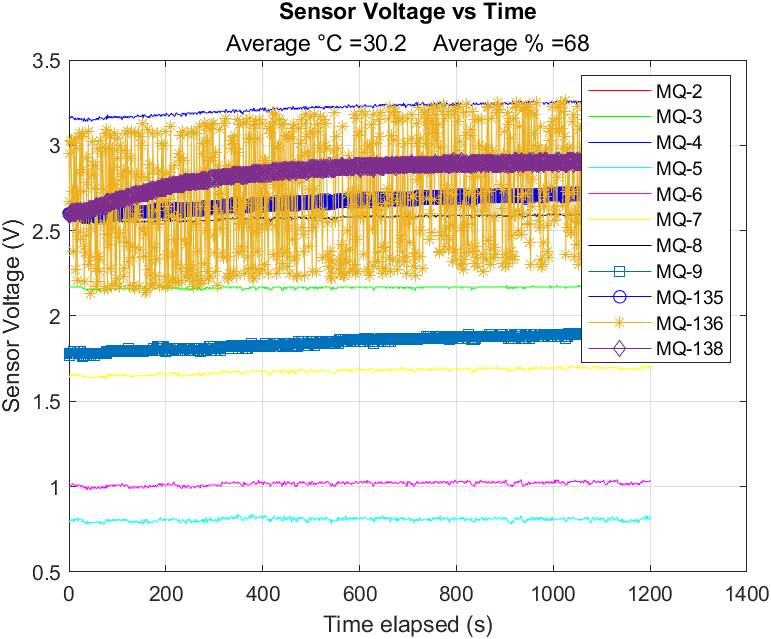 Sensor Voltage vs Time
Average °C =30.2 Average % =68
Sensor Voltage (V)
3.5
3
2.5
2
1.5
1
0.5
MQ-2
MQ-3
MQ-4
MQ-5
MQ-6
MQ-7
MQ-8
MQ-9
MQ-135
MQ-136
MQ-138
0 200 400 600 800 1000 1200 1400
Time elapsed (s)